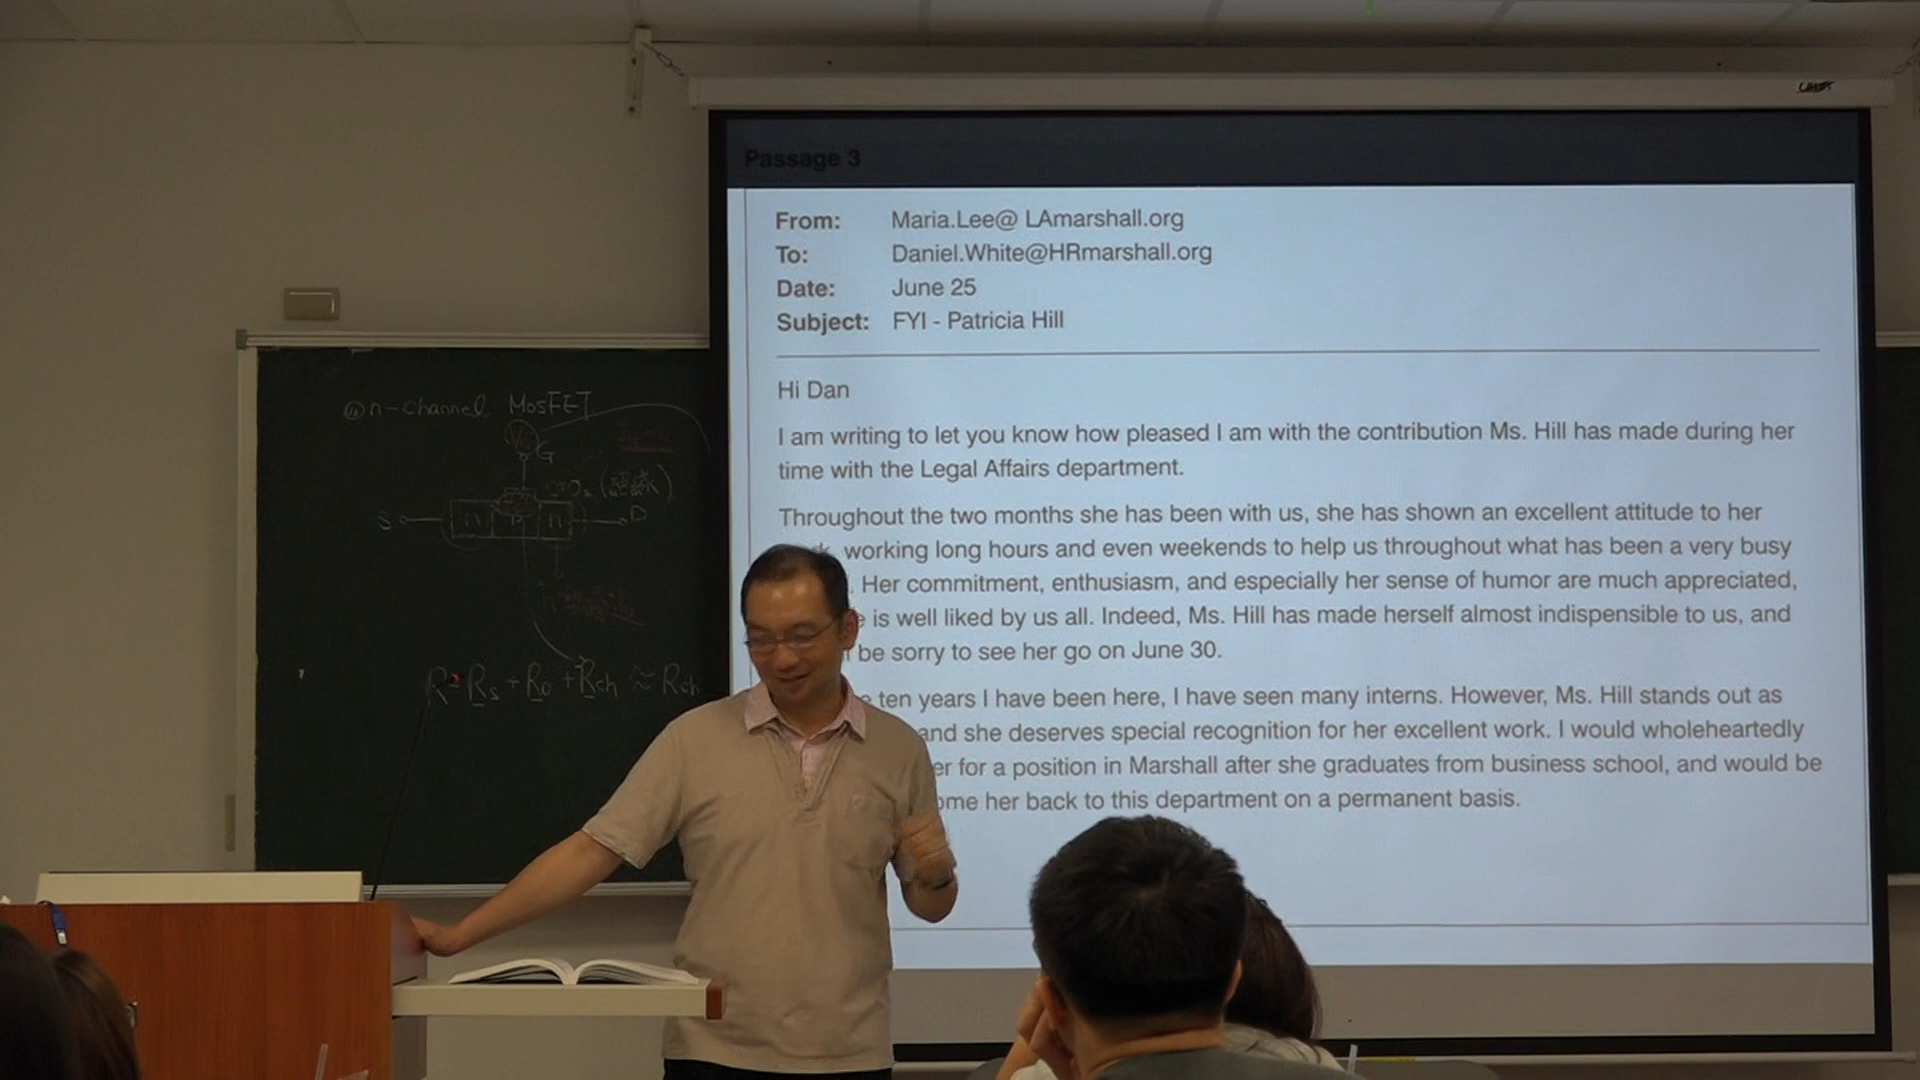 Passage 3
From: Maria.Lee@ LAmarshall.org
To: Daniel.White@HRmarshall.org
Date: June 25
Subject: FYI - Patricia Hill
Hi Dan
I am writing to let you know how pleased I am with the contribution Ms. Hill has made during her
time with the Legal Affairs department.
Throughout the two months she has been with us, she has shown an excellent attitude to her
working long hours and even weekends to help us throughout what has been a very busy
Her commitment, enthusiasm, and especially her sense of humor are much appreciated,
is well liked by us all. Indeed, Ms. Hill has made herself almost indispensible to us, and
be sorry to see her go on June 30.
ten years I have been here, I have seen many interns. However, Ms. Hill stands out as
and she deserves special recognition for her excellent work. I would wholeheartedly
for a position in Marshall after she graduates from business school, and would be
her back to this department on a permanent basis.
n-channel MosFET
G
S n n D
R = Rs + RD + Rch ≈ Rch